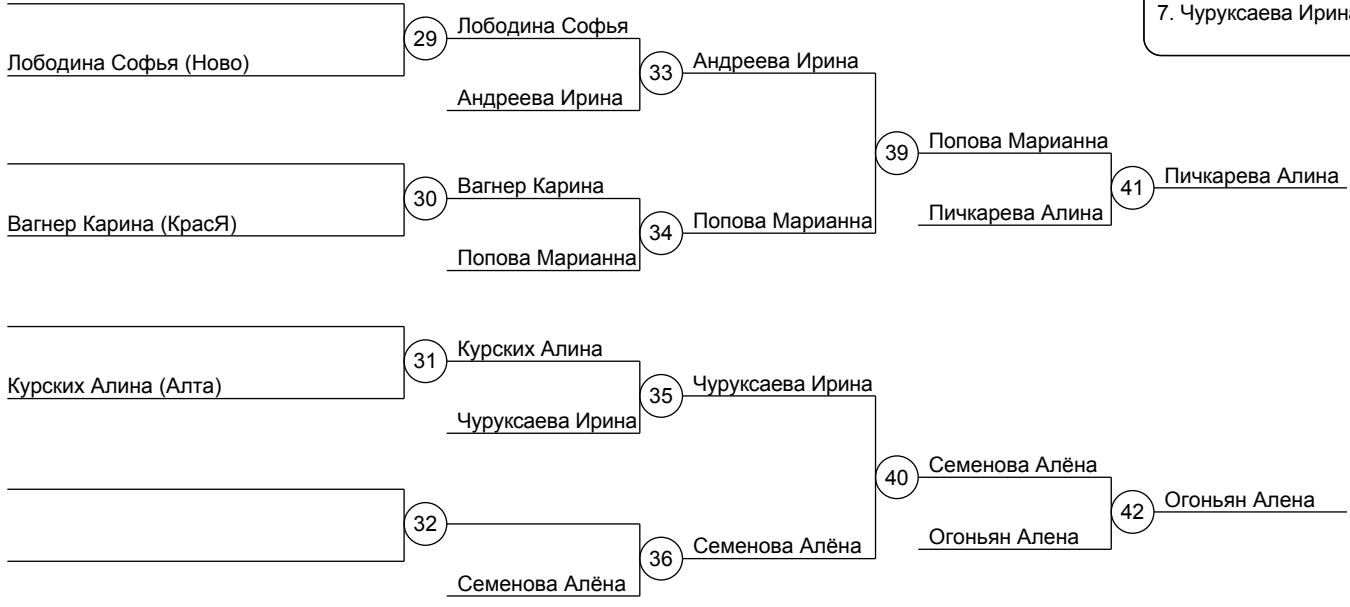 7. Чуруксаева Ирина
29
Лободина Софья
Лободина Софья (Ново)
33
Андреева Ирина
Андреева Ирина
39
Попова Марианна
30
Вагнер Карина
41
Пичкарева Алина
Вагнер Карина (КрасЯ)
34
Попова Марианна
Пичкарева Алина
Попова Марианна
31
Курских Алина
Курских Алина (Алта)
35
Чуруксаева Ирина
Чуруксаева Ирина
40
Семенова Алёна
32
42
Огоньян Алена
36
Семенова Алёна
Огоньян Алена
Семенова Алёна